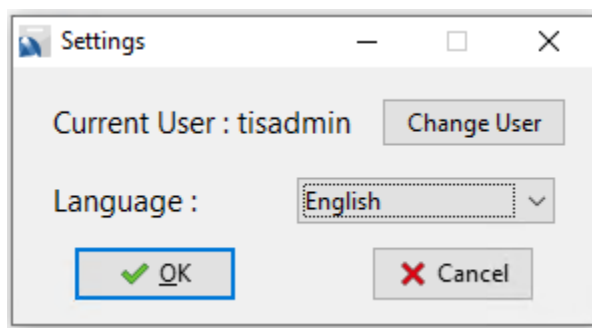 Settings
Current User : tisadmin Change User
Language : English
OK Cancel